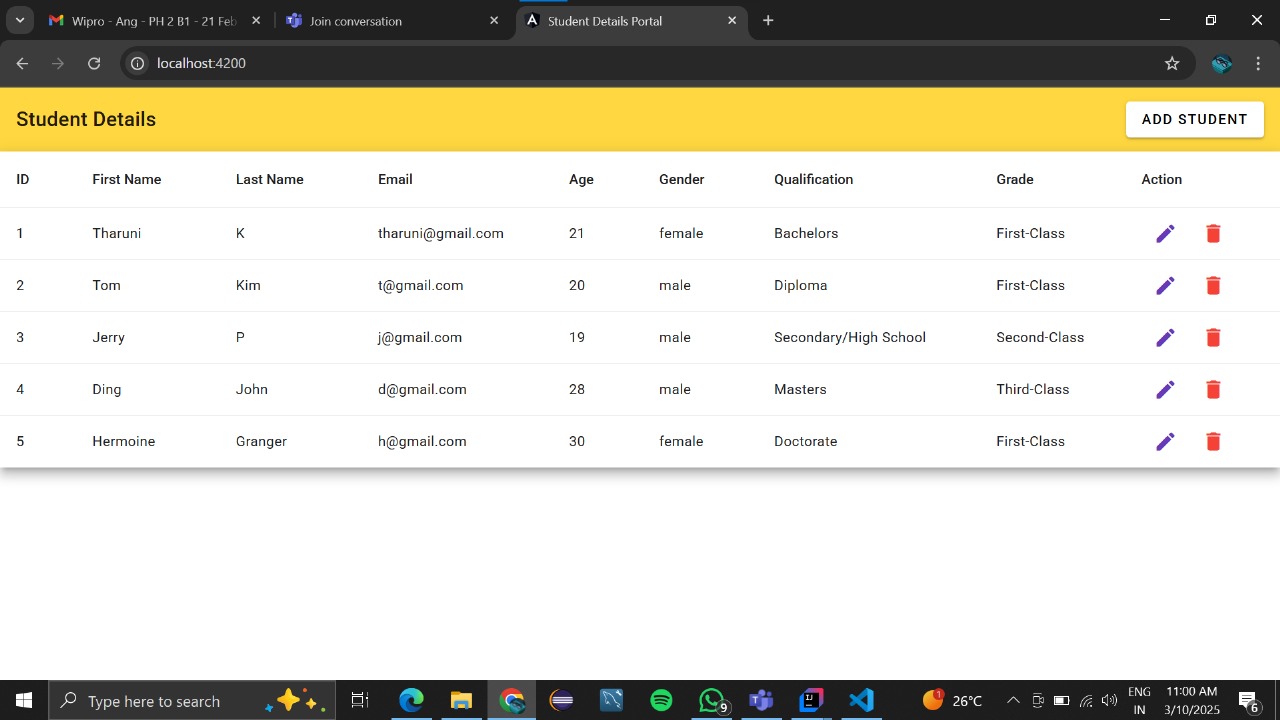 Wipro - Ang - PH 2 B1 - 21 Feb
Join conversation
Student Details Portal
localhost:4200
Student Details
ADD STUDENT
ID First Name Last Name Email Age Gender Qualification Grade Action
1 Tharuni K tharuni@gmail.com 21 female Bachelors First-Class
2 Tom Kim t@gmail.com 20 male Diploma First-Class
3 Jerry P j@gmail.com 19 male Secondary/High School Second-Class
4 Ding John d@gmail.com 28 male Masters Third-Class
5 Hermoine Granger h@gmail.com 30 female Doctorate First-Class
Type here to search
9
1
26°C
ENG
IN
11:00 AM
3/10/2025
6